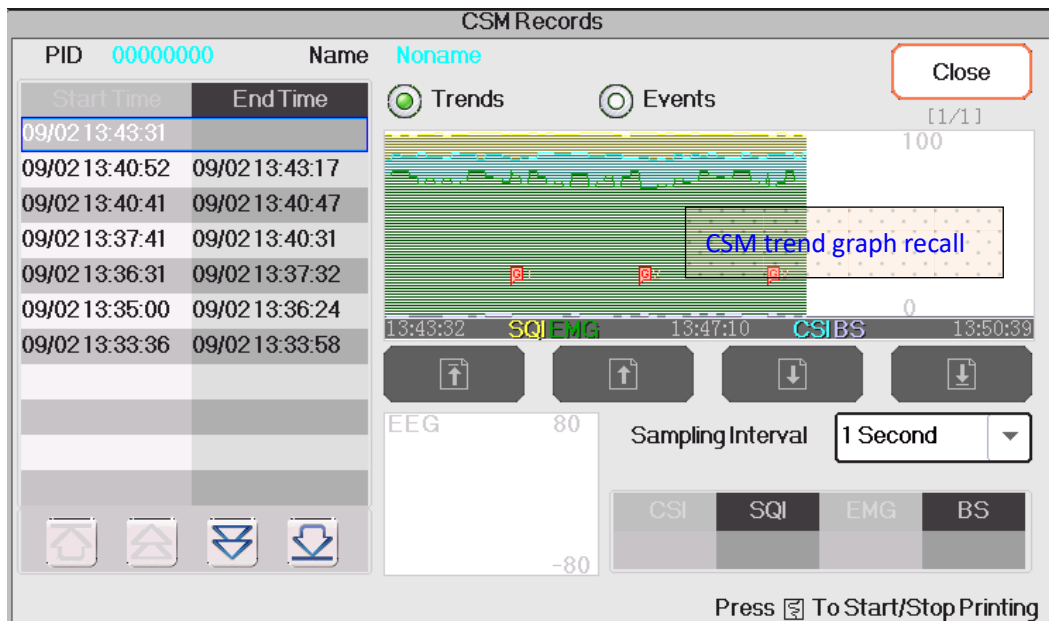 CSM Records
PID 00000000 Name Noname
Close
Trends Events
[1/1]
Start Time End Time
09/02 13:43:31
09/02 13:40:52 09/02 13:43:17
09/02 13:40:41 09/02 13:40:47
09/02 13:37:41 09/02 13:40:31
09/02 13:36:31 09/02 13:37:32
09/02 13:35:00 09/02 13:36:24
09/02 13:33:36 09/02 13:33:58
100
CSM trend graph recall
0
13:43:32 SQI EMG 13:47:10 CSI BS 13:50:39
EEG 80
-80
Sampling Interval 1 Second
CSI SQI EMG BS
Press To Start/Stop Printing